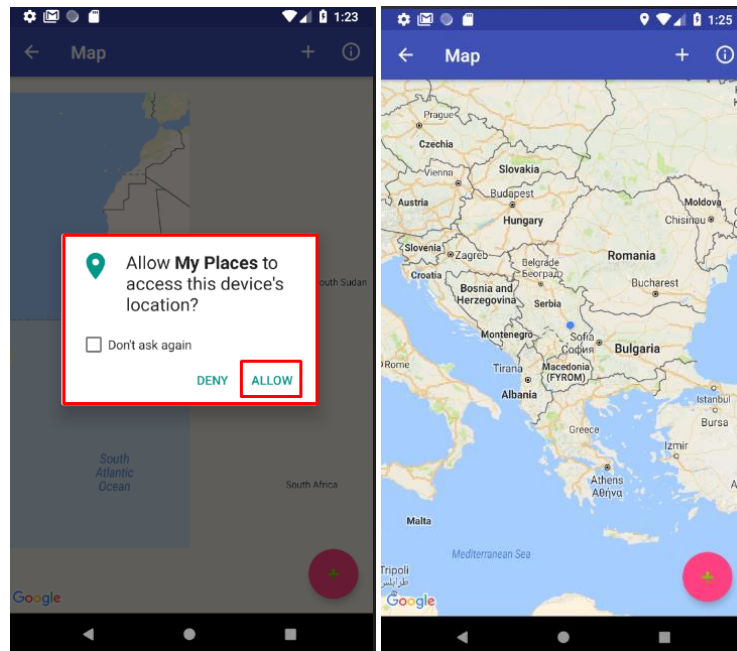 1:23
Map
outh Sudan
Allow My Places to
access this device's
location?
Don't ask again
DENY ALLOW
South
Atlantic
Ocean
South Africa
Google
1:25
Map
Prague
Czechia
Vienna
Slovakia
Austria
Budapest
Hungary
Moldova
Chisinau
Slovenia
Zagreb
Croatia
Belgrade
Београд
Romania
Bosnia and
Herzegovina
Serbia
Bucharest
Montenegro
Sofia
София
Bulgaria
Rome
Tirana
Macedonia
(FYROM)
Albania
Istanbul
Bursa
Greece
Izmir
Athens
Αθήνα
Malta
Mediterranean Sea
Tripoli
طرابلس
Google